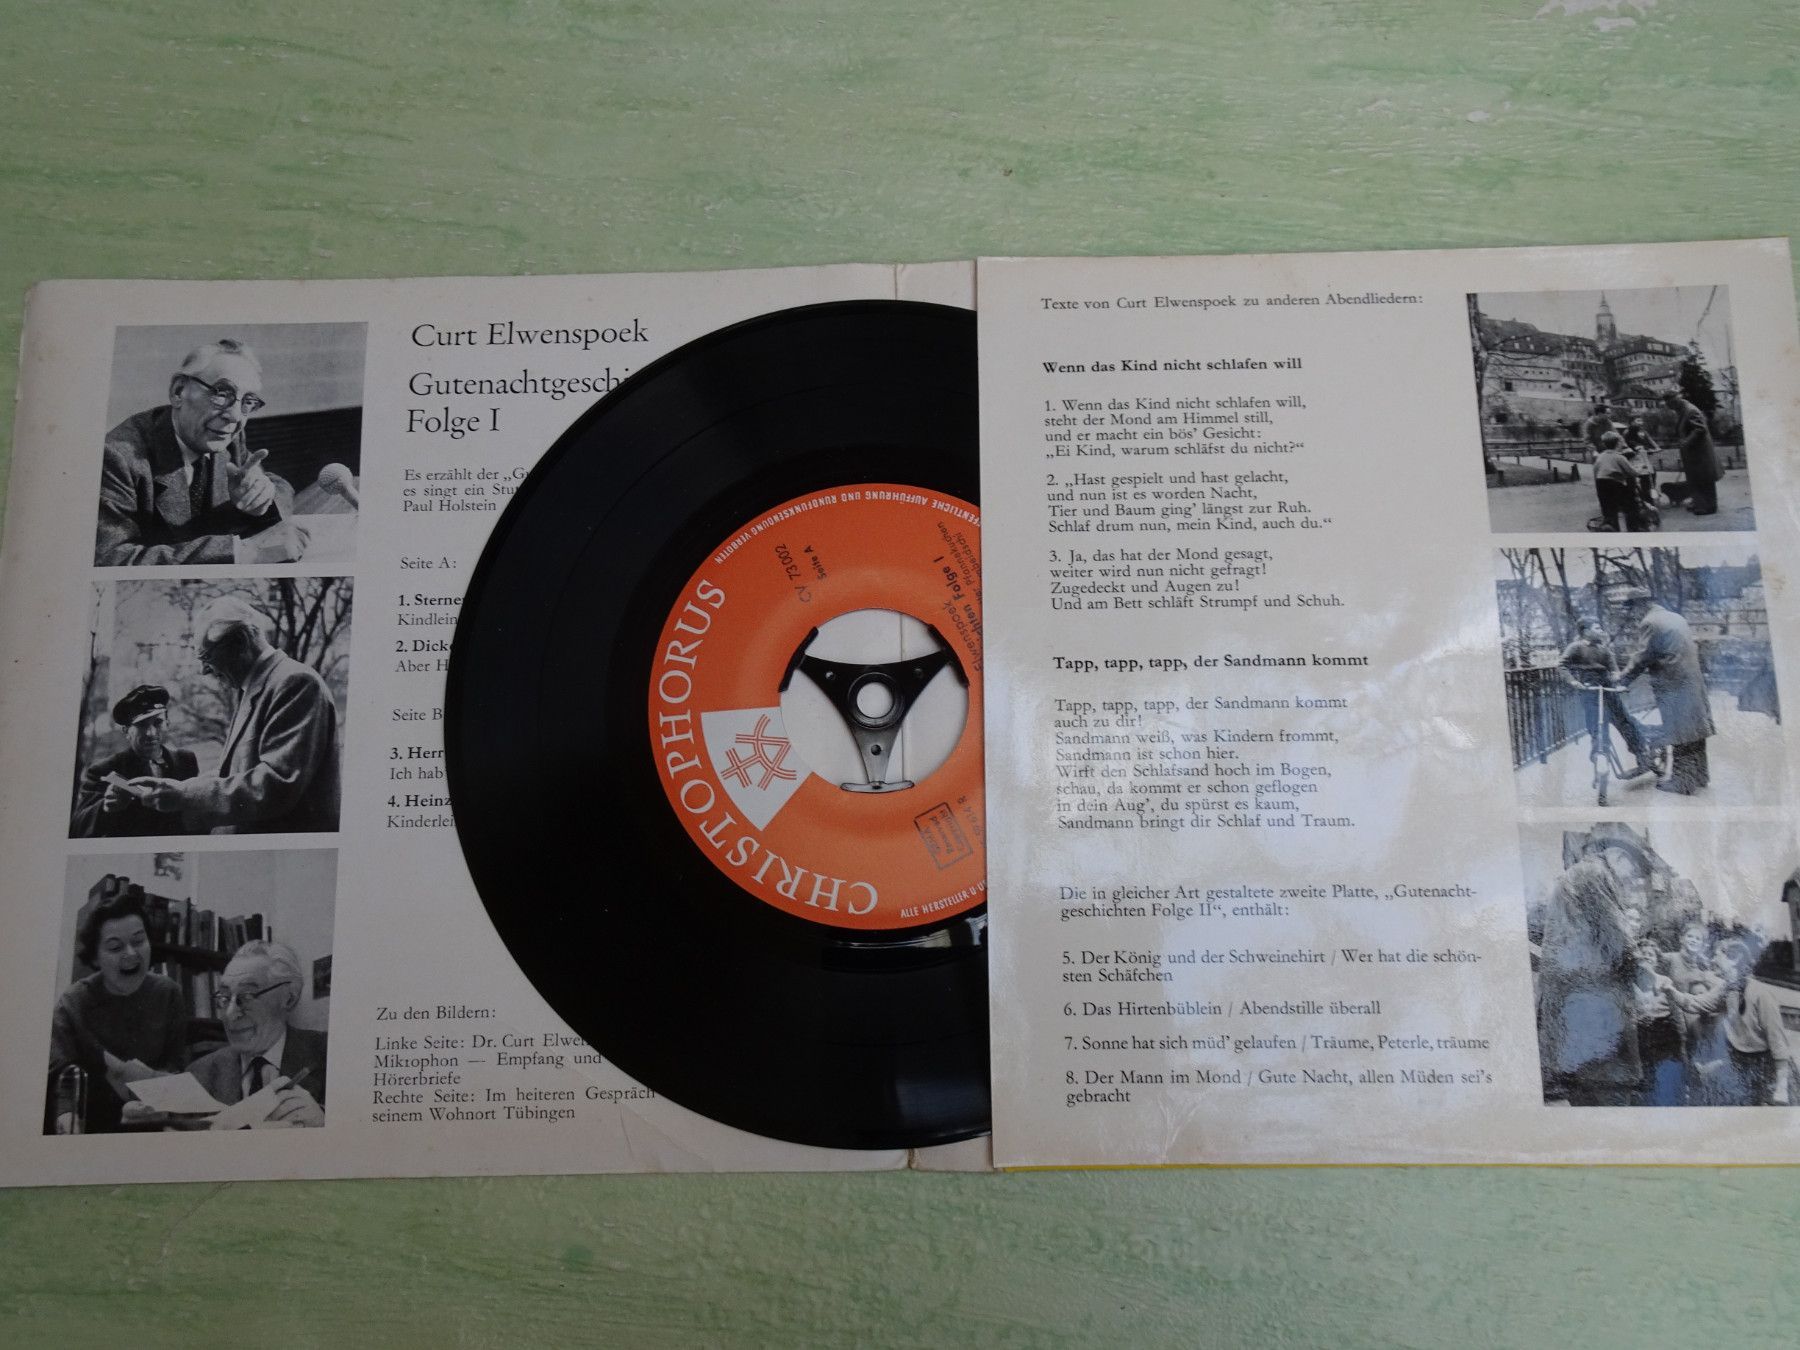 Curt Elwenspoek
Gutenachtgeschi
Folge I
Es erzählt der „G
es singt ein Stu
Paul Holstein
Seite A:
1. Sterne
Kindlein
2. Dick
Aber H
Seite B
3. Herr
Ich hab
4. Heinz
Kinderlei
Zu den Bildern:
Linke Seite: Dr. Curt Elwe
Mikrophon — Empfang und
Hörerbriefe
Rechte Seite: Im heiteren Gespräch
seinem Wohnort Tübingen
CHRISTOPHORUS
FENTLICHE AUFFÜHRUNG UND RUNDFUNKSENDUNG VERBOTEN
ALLE HERSTELLER- U
CV 73002
Seite A
Elwenspoek
chten Folge I
Texte von Curt Elwenspoek zu anderen Abendliedern:
Wenn das Kind nicht schlafen will
1. Wenn das Kind nicht schlafen will,
steht der Mond am Himmel still,
und er macht ein bös’ Gesicht:
„Ei Kind, warum schläfst du nicht?“
2. „Hast gespielt und hast gelacht,
und nun ist es worden Nacht,
Tier und Baum ging’ längst zur Ruh.
Schlaf drum nun, mein Kind, auch du.“
3. Ja, das hat der Mond gesagt,
weiter wird nun nicht gefragt!
Zugedeckt und Augen zu!
Und am Bett schläft Strumpf und Schuh.
Tapp, tapp, tapp, der Sandmann kommt
Tapp, tapp, tapp, der Sandmann kommt
auch zu dir!
Sandmann weiß, was Kindern frommt,
Sandmann ist schon hier.
Wirft den Schlafsand hoch im Bogen,
schau, da kommt er schon geflogen
in dein Aug’, du spürst es kaum,
Sandmann bringt dir Schlaf und Traum.
Die in gleicher Art gestaltete zweite Platte, „Gutenacht-
geschichten Folge II“, enthält:
5. Der König und der Schweinehirt / Wer hat die schön-
sten Schäfchen
6. Das Hirtenbüblein / Abendstille überall
7. Sonne hat sich müd’ gelaufen / Träume, Peterle, träume
8. Der Mann im Mond / Gute Nacht, allen Müden sei’s
gebracht